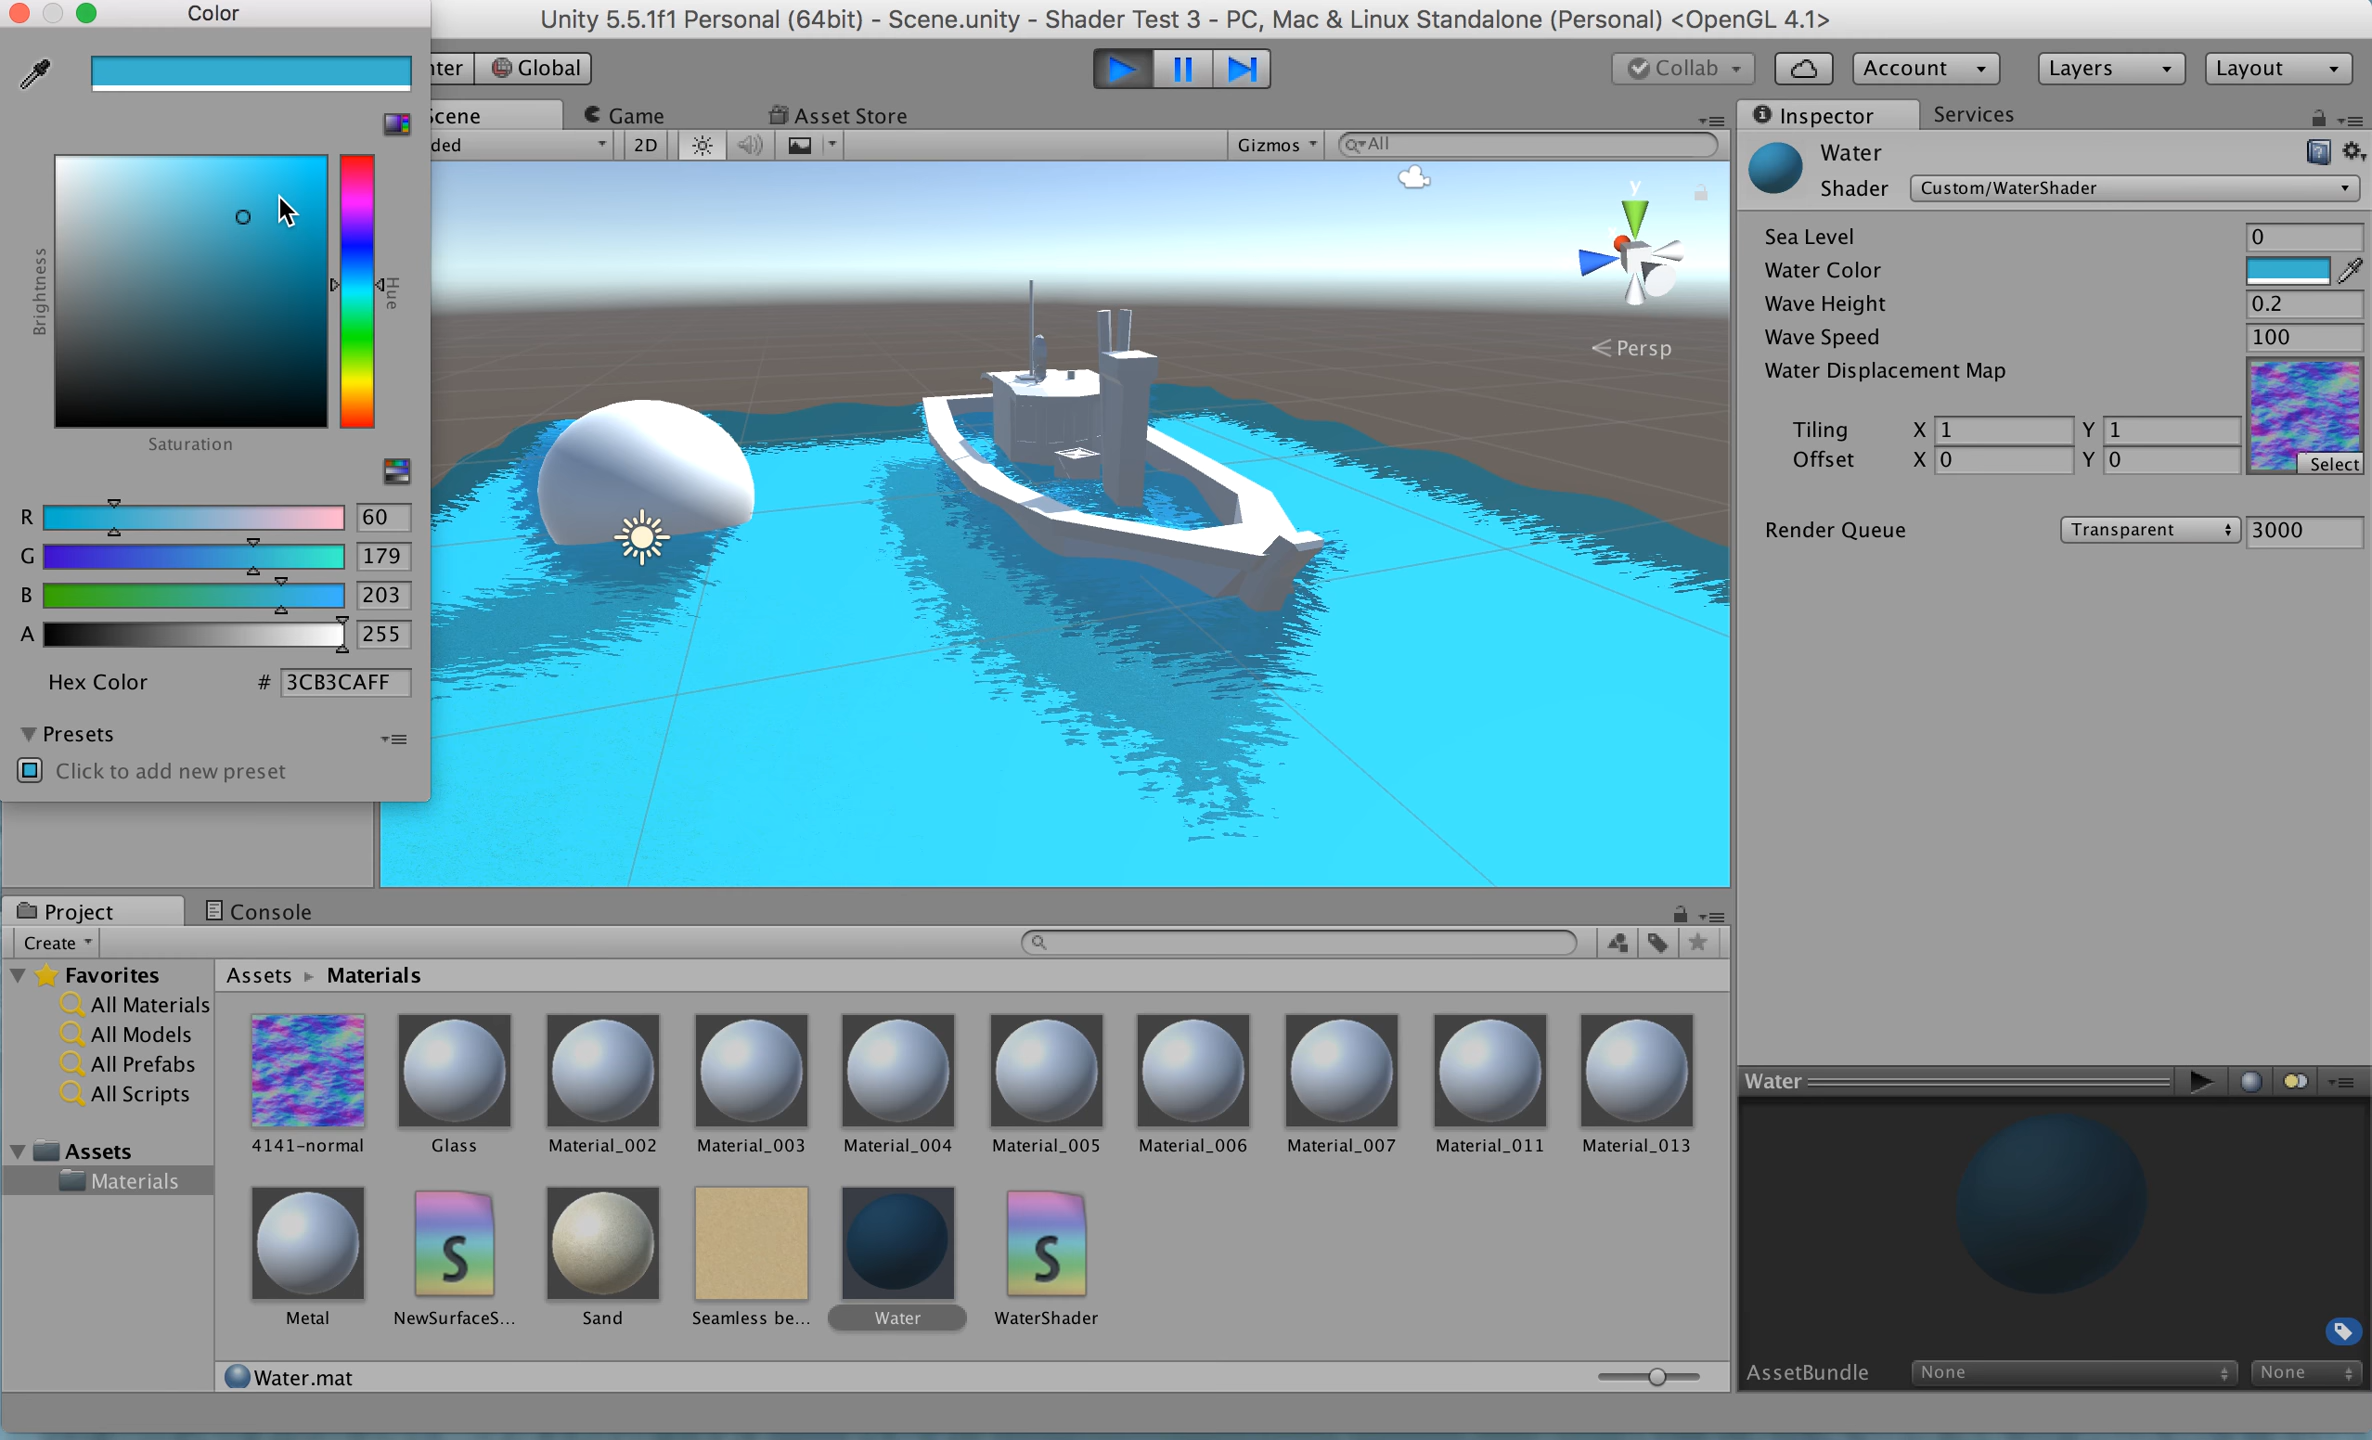 Color
Unity 5.5.1f1 Personal (64bit) - Scene.unity - Shader Test 3 - PC, Mac & Linux Standalone (Personal) <OpenGL 4.1>
nter
Global
Collab
Account
Layers
Layout
cene
Game
Asset Store
Inspector
Services
ded
2D
Gizmos
All
Water
Shader
Custom/WaterShader
Brightness
Hue
Saturation
y
Persp
Sea Level
0
Water Color
Wave Height
0.2
Wave Speed
100
Water Displacement Map
Tiling
X
1
Y
1
Offset
X
0
Y
0
Select
Render Queue
Transparent
3000
R
60
G
179
B
203
A
255
Hex Color
#
3CB3CAFF
Presets
Click to add new preset
Project
Console
Create
Favorites
All Materials
All Models
All Prefabs
All Scripts
Assets
Materials
Assets
Materials
4141-normal
Glass
Material_002
Material_003
Material_004
Material_005
Material_006
Material_007
Material_011
Material_013
Metal
NewSurfaceS...
Sand
Seamless be...
Water
WaterShader
S
S
Water.mat
Water
AssetBundle
None
None